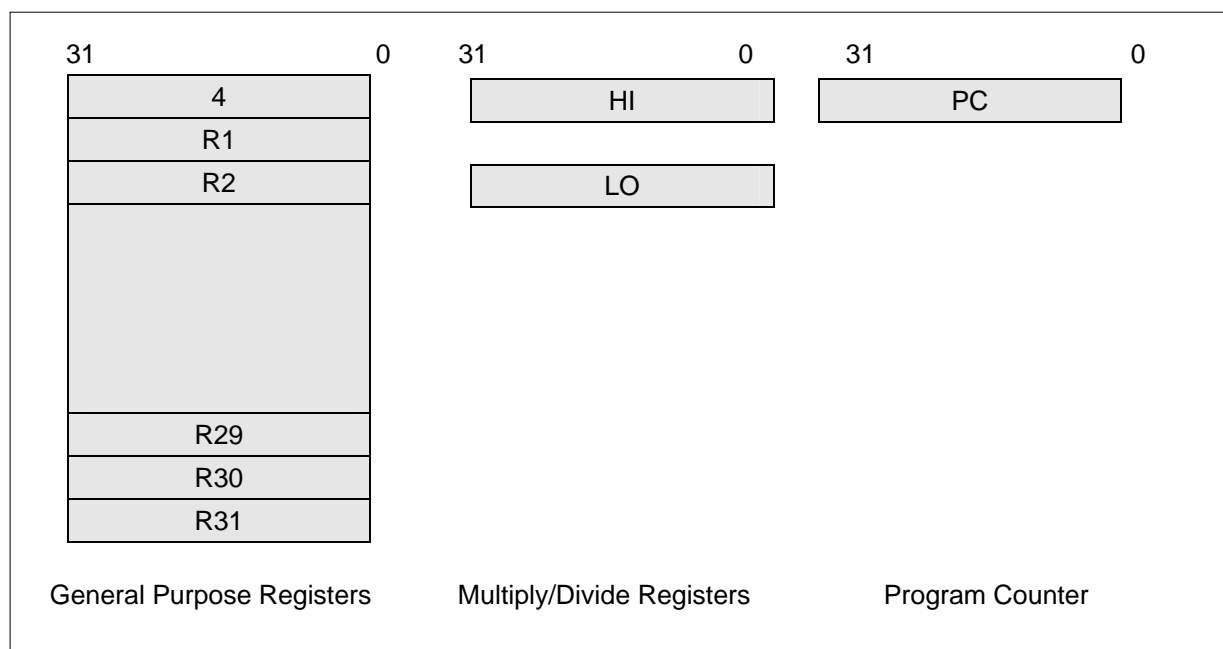 31 0 31 0 31 0
4 HI PC
R1
R2 LO
R29
R30
R31
General Purpose Registers Multiply/Divide Registers Program Counter